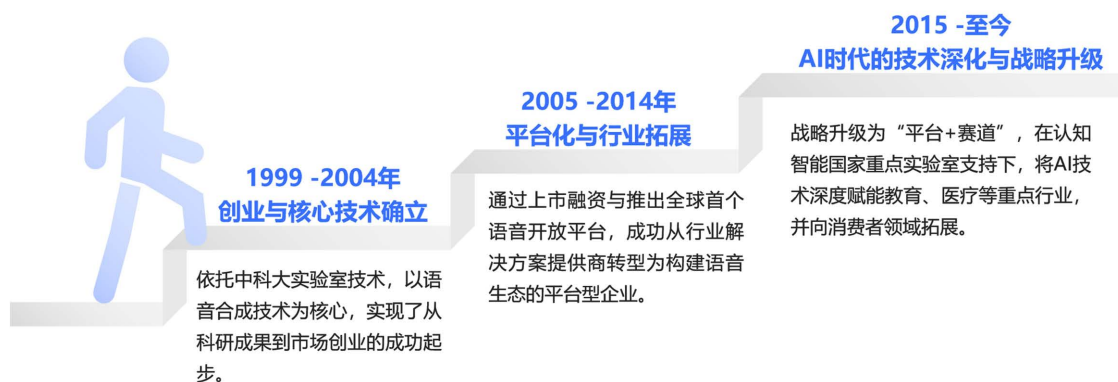 1999 -2004年
创业与核心技术确立
依托中科大实验室技术，以语
音合成技术为核心，实现了从
科研成果到市场创业的成功起
步。
2005 -2014年
平台化与行业拓展
通过上市融资与推出全球首个
语音开放平台，成功从行业解
决方案提供商转型为构建语音
生态的平台型企业。
2015 -至今
AI时代的技术深化与战略升级
战略升级为“平台+赛道”，在认知
智能国家重点实验室支持下，将AI技
术深度赋能教育、医疗等重点行业，
并向消费者领域拓展。